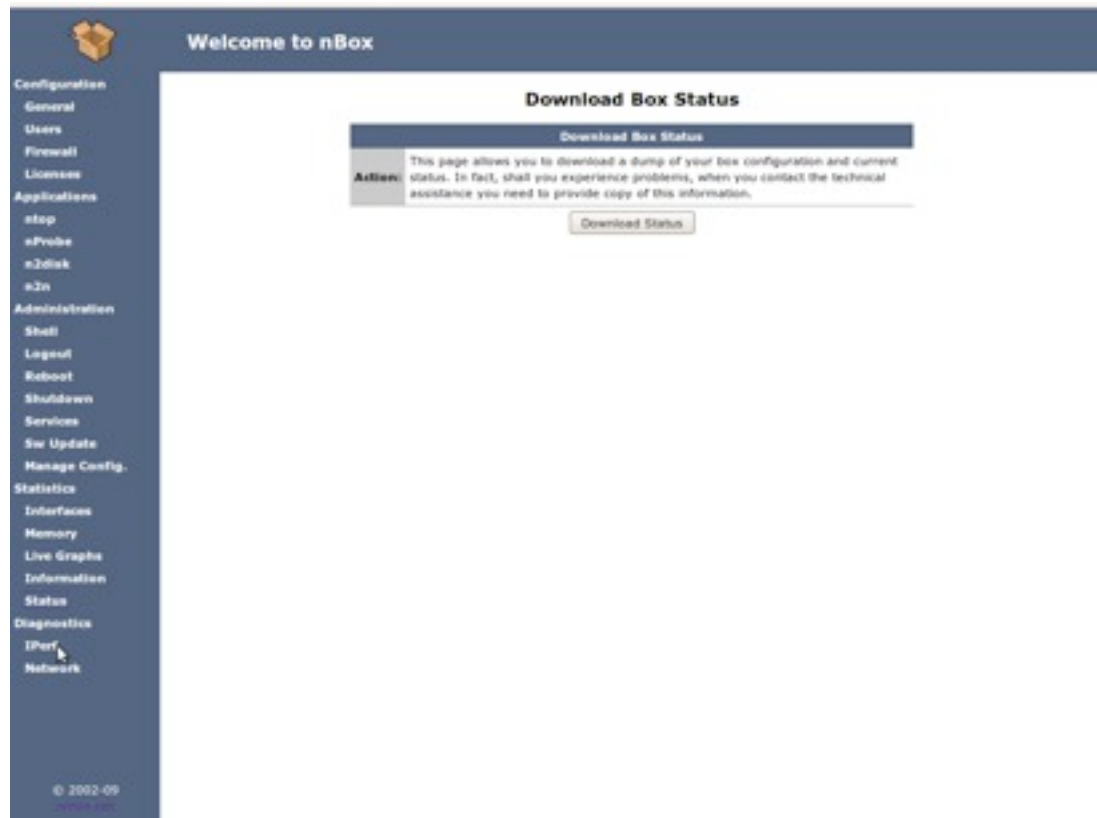 Welcome to nBox
Configuration
General
Users
Firewall
Licenses
Applications
ntop
nProbe
n2disk
n2n
Administration
Shell
Logout
Reboot
Shutdown
Services
Sw Update
Manage Config.
Statistics
Interfaces
Memory
Live Graphs
Information
Status
Diagnostics
IPerf
Network
© 2002-09
Download Box Status
Download Box Status
Action:
This page allows you to download a dump of your box configuration and current
status. In fact, shall you experience problems, when you contact the technical
assistance you need to provide copy of this information.
Download Status